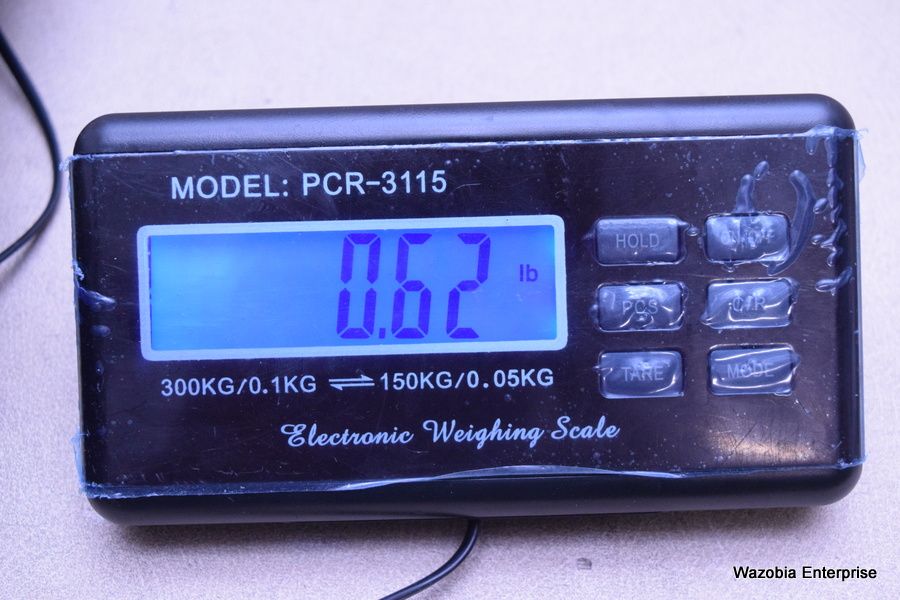 MODEL: PCR-3115
0.62 lb
HOLD
PCS
TARE MODE
300KG/0.1KG ⇌ 150KG/0.05KG
Electronic Weighing Scale
Wazobia Enterprise